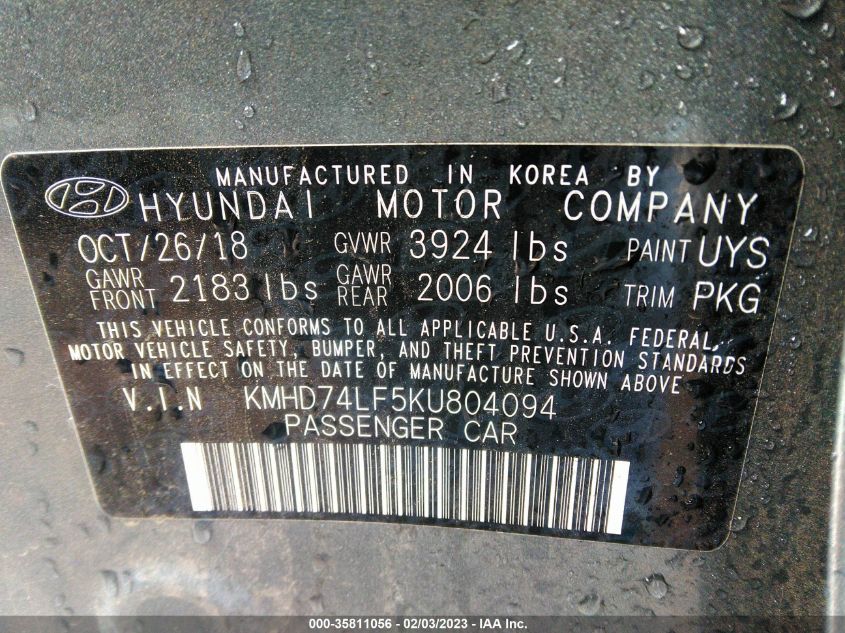 MANUFACTURED IN KOREA BY
HYUNDAI MOTOR COMPANY
OCT/26/18 GVWR 3924 lbs PAINT UYS
GAWR FRONT 2183 lbs GAWR REAR 2006 lbs TRIM PKG
THIS VEHICLE CONFORMS TO ALL APPLICABLE U.S.A. FEDERAL,
MOTOR VEHICLE SAFETY, BUMPER, AND THEFT PREVENTION STANDARDS
IN EFFECT ON THE DATE OF MANUFACTURE SHOWN ABOVE
V.I.N KMHD74LF5KU804094
PASSENGER CAR
000-35811056 - 02/03/2023 - IAA Inc.